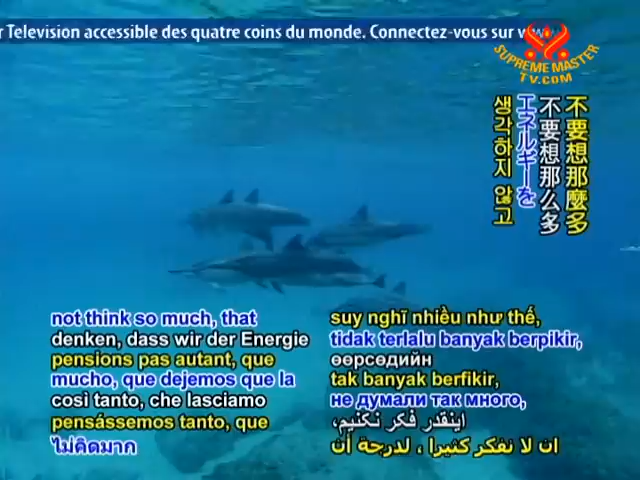 r Television accessible des quatre coins du monde. Connectez-vous sur
SUPREME MASTER
TV.COM
不要想那麼多
不要想那么多
エネルギーを
생각하지 않고
not think so much, that
denken, dass wir der Energie
pensions pas autant, que
mucho, que dejemos que la
così tanto, che lasciamo
pensássemos tanto, que
ไม่คิดมาก
suy nghĩ nhiều như thế,
tidak terlalu banyak berpikir,
өөрсөдийн
tak banyak berfikir,
не думали так много,
اینقدر فکر نکنیم،
ان لا نفكر كثيرا ، لدرجة أن